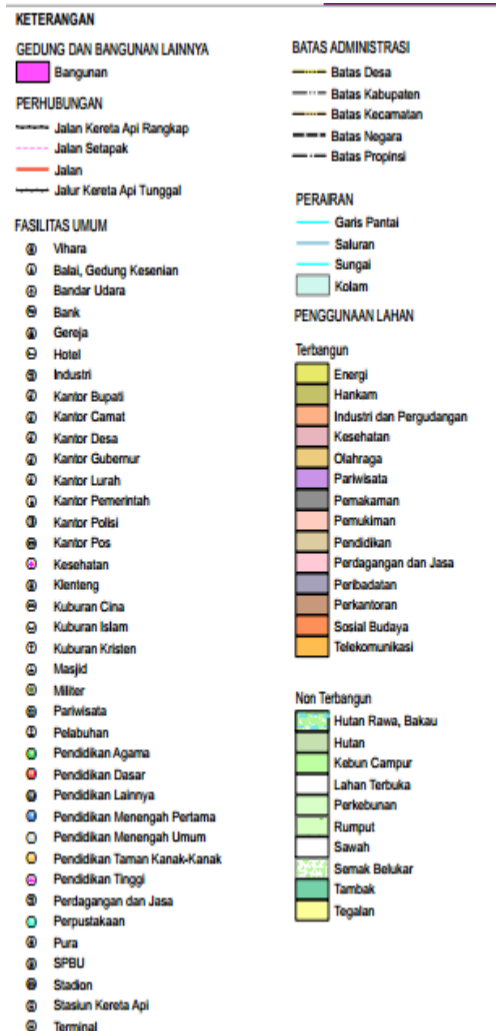 KETERANGAN
GEDUNG DAN BANGUNAN LAINNYA
Bangunan
PERHUBUNGAN
Jalan Kereta Api Rangkap
Jalan Setapak
Jalan
Jalur Kereta Api Tunggal
FASILITAS UMUM
Vihara
Balai, Gedung Kesenian
Bandar Udara
Bank
Gereja
Hotel
Industri
Kantor Bupati
Kantor Camat
Kantor Desa
Kantor Gubernur
Kantor Lurah
Kantor Pemerintah
Kantor Polisi
Kantor Pos
Kesehatan
Klenteng
Kuburan Cina
Kuburan Islam
Kuburan Kristen
Masjid
Militer
Pariwisata
Pelabuhan
Pendidikan Agama
Pendidikan Dasar
Pendidikan Lainnya
Pendidikan Menengah Pertama
Pendidikan Menengah Umum
Pendidikan Taman Kanak-Kanak
Pendidikan Tinggi
Perdagangan dan Jasa
Perpustakaan
Pura
SPBU
Stadion
Stasiun Kereta Api
Terminal
BATAS ADMINISTRASI
Batas Desa
Batas Kabupaten
Batas Kecamatan
Batas Negara
Batas Propinsi
PERAIRAN
Garis Pantai
Saluran
Sungai
Kolam
PENGGUNAAN LAHAN
Terbangun
Energi
Hankam
Industri dan Pergudangan
Kesehatan
Olahraga
Pariwisata
Pemakaman
Pemukiman
Pendidikan
Perdagangan dan Jasa
Peribadatan
Perkantoran
Sosial Budaya
Telekomunikasi
Non Terbangun
Hutan Rawa, Bakau
Hutan
Kebun Campur
Lahan Terbuka
Perkebunan
Rumput
Sawah
Semak Belukar
Tambak
Tegalan